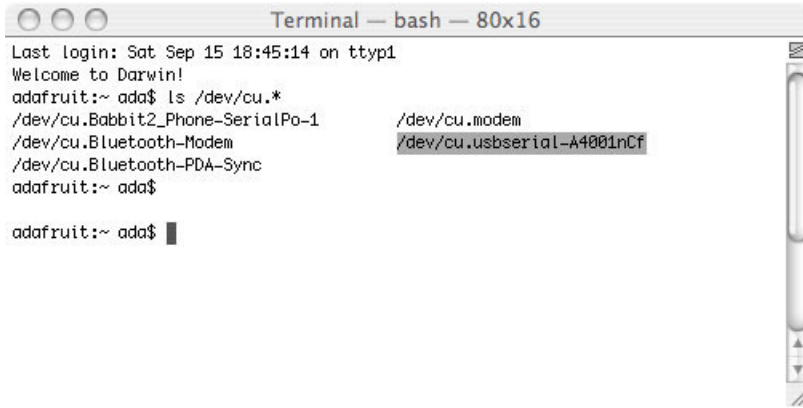 Terminal — bash — 80x16
Last login: Sat Sep 15 18:45:14 on ttyp1
Welcome to Darwin!
adafruit:~ ada$ ls /dev/cu.*
/dev/cu.Babbit2_Phone-SerialPo-1 /dev/cu.modem
/dev/cu.Bluetooth-Modem /dev/cu.usbserial-A4001nCf
/dev/cu.Bluetooth-PDA-Sync
adafruit:~ ada$
adafruit:~ ada$